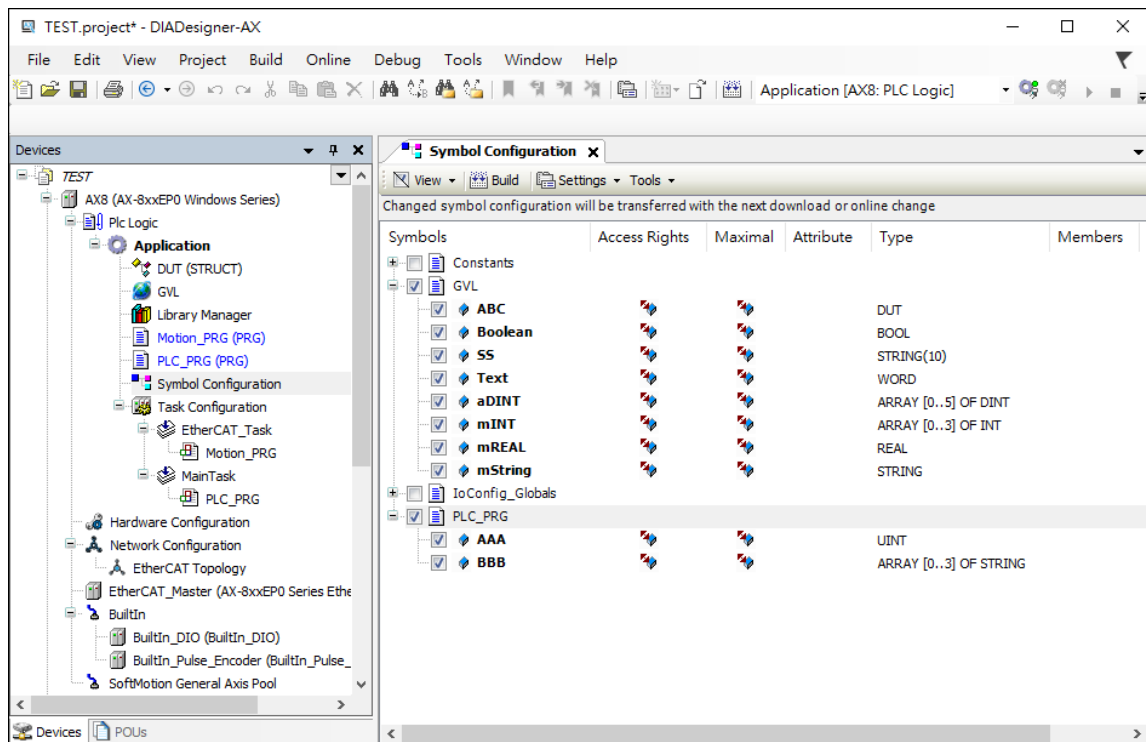 TEST.project* - DIADesigner-AX
File Edit View Project Build Online Debug Tools Window Help
Application [AX8: PLC Logic]
Devices
TEST
AX8 (AX-8xxEP0 Windows Series)
Plc Logic
Application
DUT (STRUCT)
GVL
Library Manager
Motion_PRG (PRG)
PLC_PRG (PRG)
Symbol Configuration
Task Configuration
EtherCAT_Task
Motion_PRG
MainTask
PLC_PRG
Hardware Configuration
Network Configuration
EtherCAT Topology
EtherCAT_Master (AX-8xxEP0 Series Ethe
BuiltIn
BuiltIn_DIO (BuiltIn_DIO)
BuiltIn_Pulse_Encoder (BuiltIn_Pulse_
SoftMotion General Axis Pool
Devices POUs
Symbol Configuration
View Build Settings Tools
Changed symbol configuration will be transferred with the next download or online change
Symbols Access Rights Maximal Attribute Type Members
Constants
GVL
ABC DUT
Boolean BOOL
SS STRING(10)
Text WORD
aDINT ARRAY [0..5] OF DINT
mINT ARRAY [0..3] OF INT
mREAL REAL
mString STRING
IoConfig_Globals
PLC_PRG
AAA UINT
BBB ARRAY [0..3] OF STRING